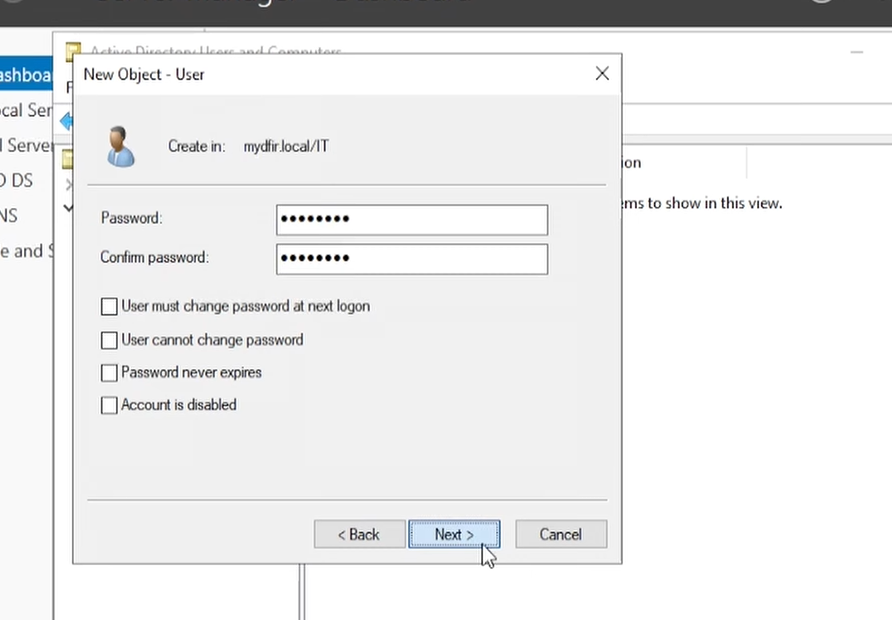 Active Directory Users and Computers
ashboa
New Object - User
F
cal Ser
Create in: mydfir.local/IT
l Server
ion
D DS
ms to show in this view.
NS
Password: ••••••••
e and S
Confirm password: ••••••••
User must change password at next logon
User cannot change password
Password never expires
Account is disabled
< Back
Next >
Cancel